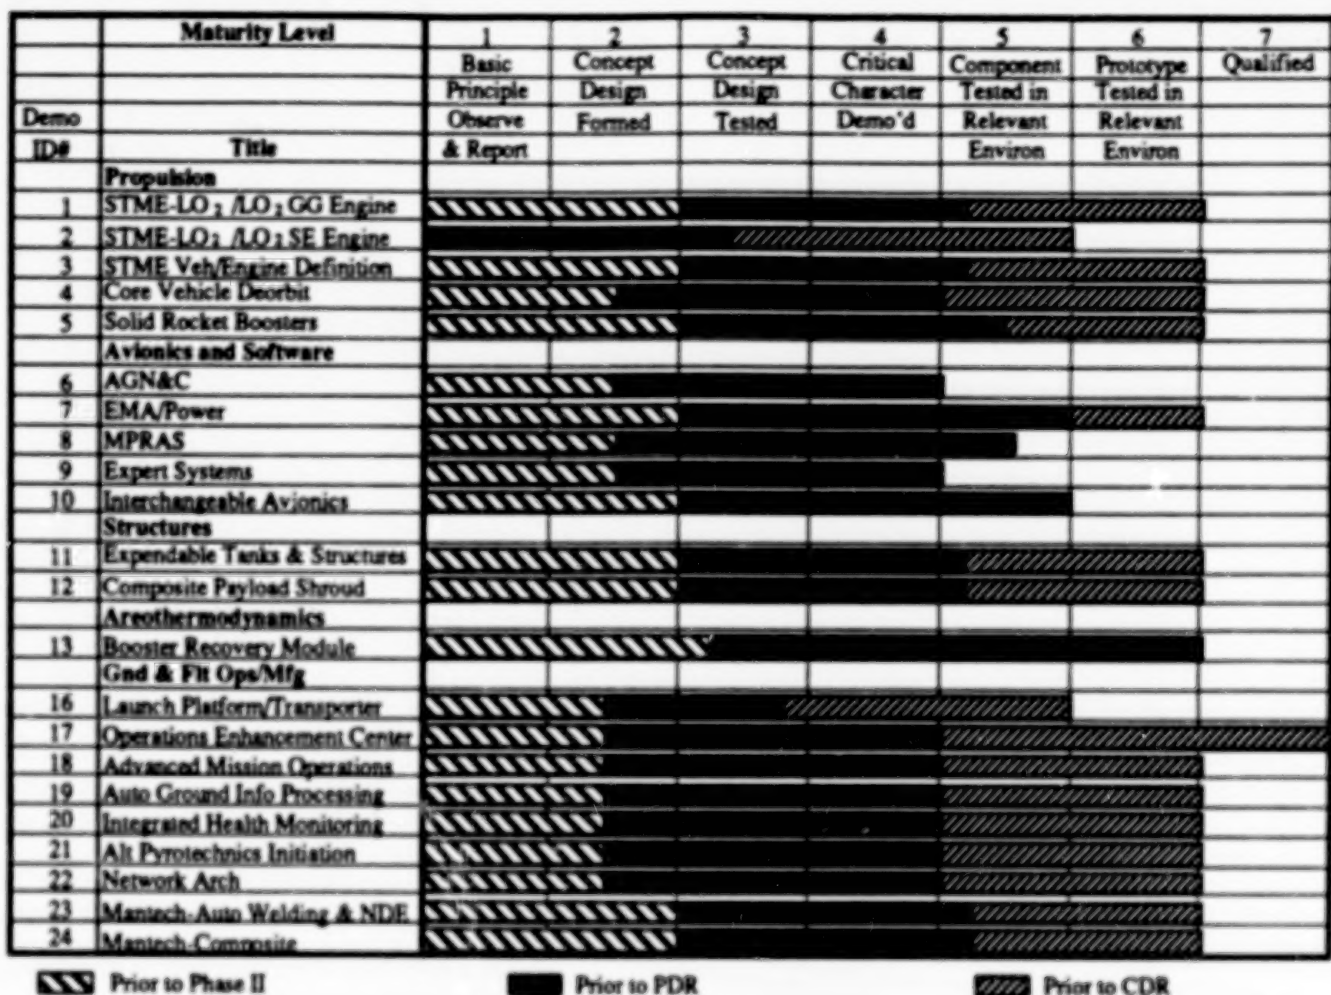 Maturity Level 1 2 3 4 5 6 7
Basic Concept Concept Critical Component Prototype Qualified
Principle Design Design Character Tested in Tested in
Demo Observe Formed Tested Demo'd Relevant Relevant
ID# Title & Report Environ Environ
Propulsion
1 STME-LO2 /LO2 GG Engine
2 STME-LO2 /LO2 SE Engine
3 STME Veh/Engine Definition
4 Core Vehicle Deorbit
5 Solid Rocket Boosters
Avionics and Software
6 AGN&C
7 EMA/Power
8 MPRAS
9 Expert Systems
10 Interchangeable Avionics
Structures
11 Expendable Tanks & Structures
12 Composite Payload Shroud
Areothermodynamics
13 Booster Recovery Module
Gnd & Flt Ops/Mfg
16 Launch Platform/Transporter
17 Operations Enhancement Center
18 Advanced Mission Operations
19 Auto Ground Info Processing
20 Integrated Health Monitoring
21 Alt Pyrotechnics Initiation
22 Network Arch
23 Mantech-Auto Welding & NDE
24 Mantech-Composite
Prior to Phase II Prior to PDR Prior to CDR